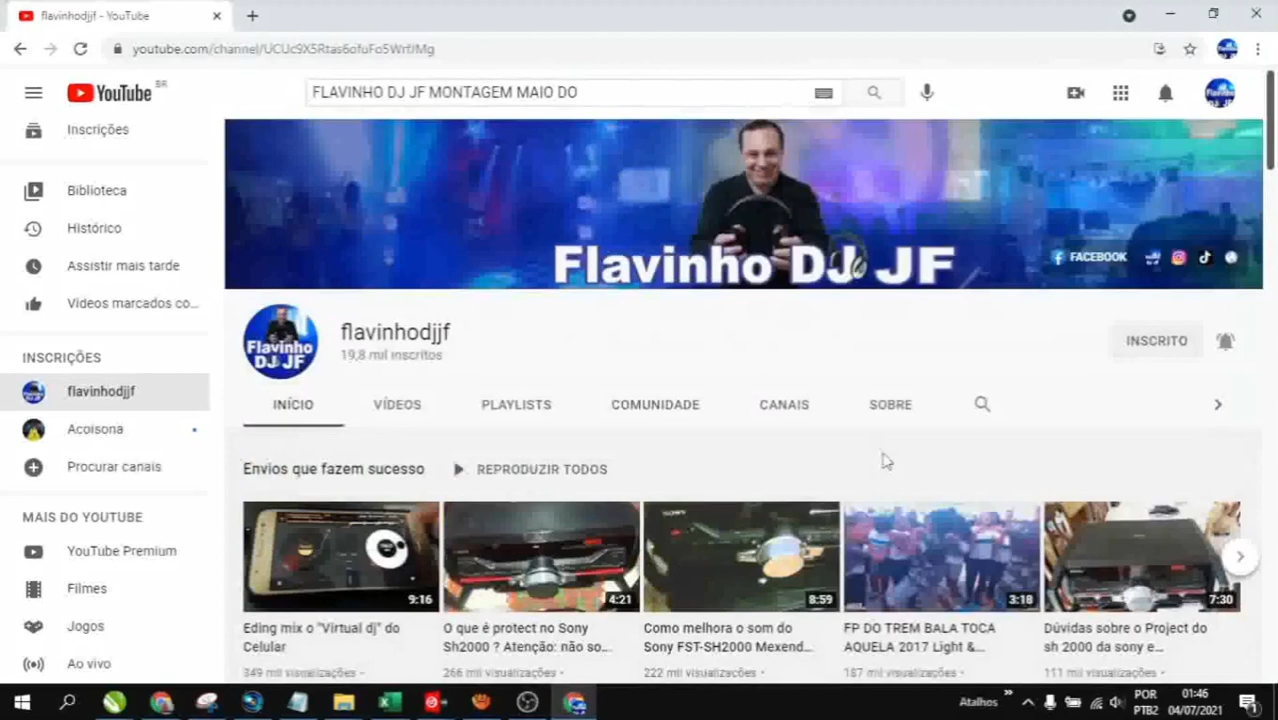 flavinhodjjf - YouTube
youtube.com/channel/
YouTube BR
FLAVINHO DJ JF MONTAGEM MAIO DO
Inscrições
Biblioteca
Histórico
Assistir mais tarde
Vídeos marcados co...
INSCRIÇÕES
flavinhodjjf
Acoisona
Procurar canais
MAIS DO YOUTUBE
YouTube Premium
Filmes
Jogos
Ao vivo
Flavinho DJ JF
FACEBOOK
Flavinho
DJ JF
flavinhodjjf
19,8 mil inscritos
INSCRITO
INÍCIO
VÍDEOS
PLAYLISTS
COMUNIDADE
CANAIS
SOBRE
Envios que fazem sucesso
REPRODUZIR TODOS
SONY
9:16
4:21
8:59
3:18
7:30
Eding mix o "Virtual dj" do
Celular
349 mil visualizações •
O que é protect no Sony
Sh2000 ? Atenção: não so...
266 mil visualizações •
Como melhora o som do
Sony FST-SH2000 Mexend...
222 mil visualizações •
FP DO TREM BALA TOCA
AQUELA 2017 Light &...
187 mil visualizações •
Dúvidas sobre o Project do
sh 2000 da sony e...
111 mil visualizações •
Atalhos
POR
PTB2
01:46
04/07/2021
1